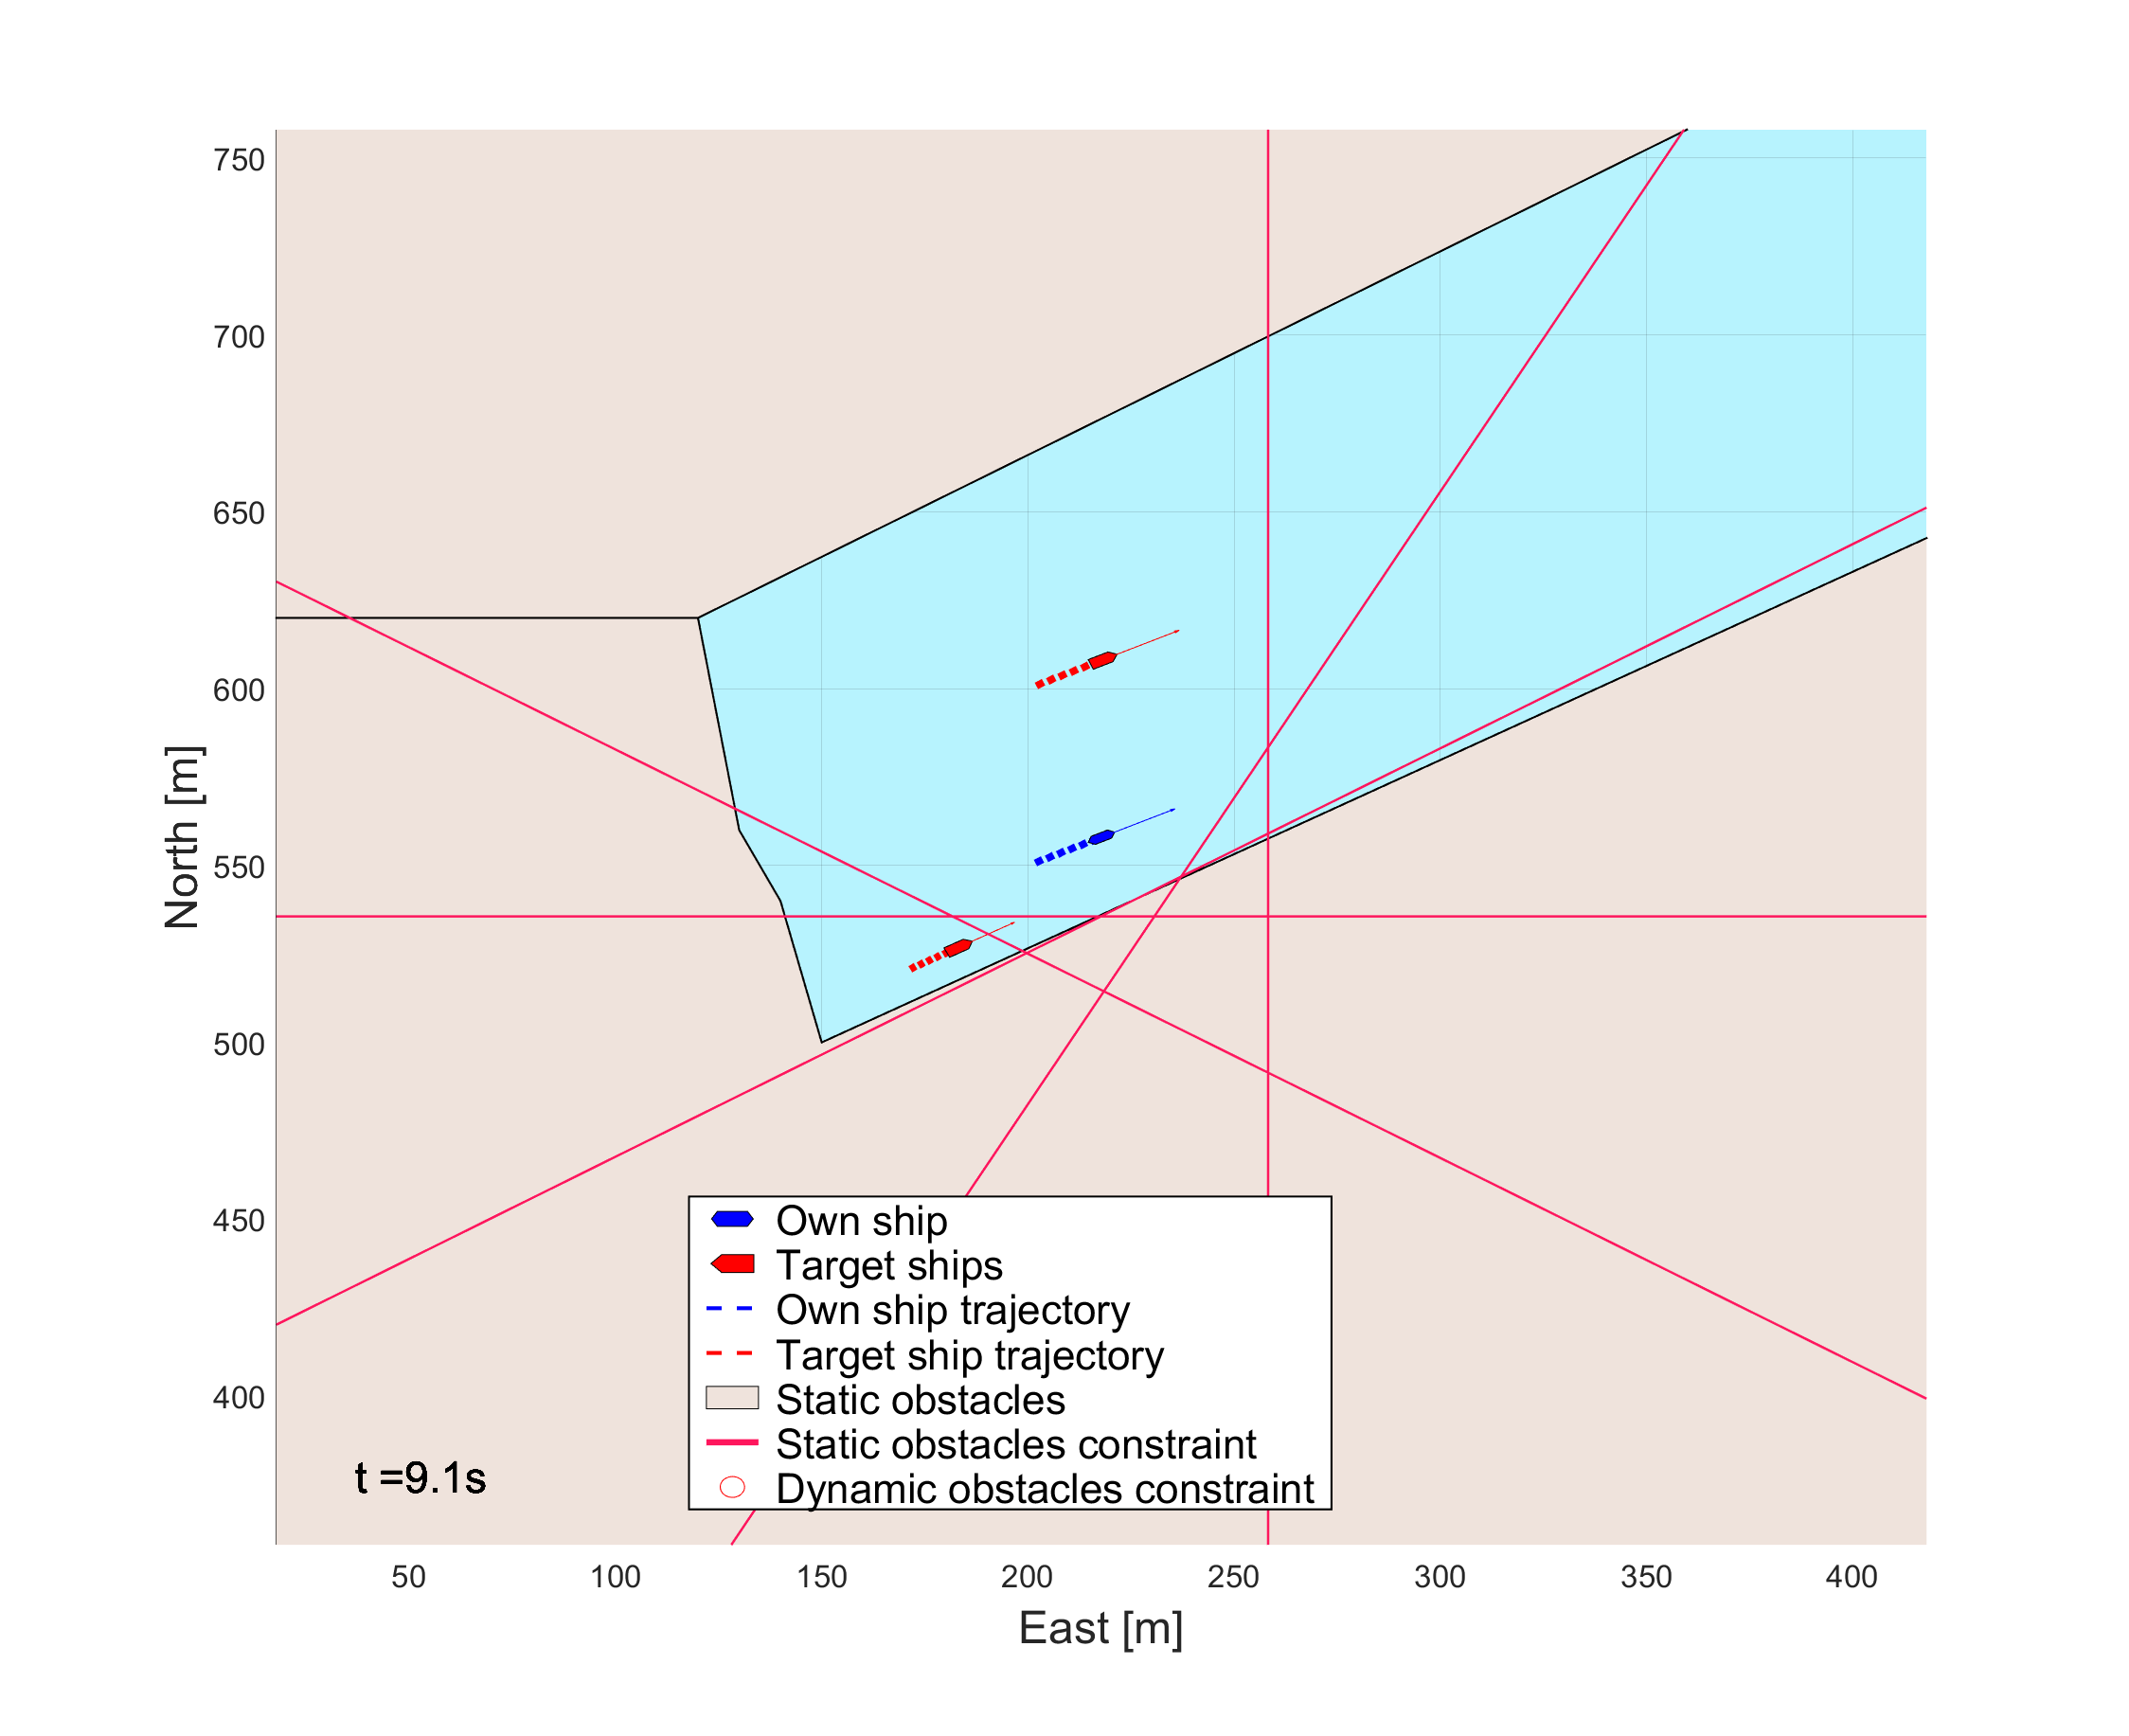 750
700
650
600
550
500
450
400
North [m]
Own ship
Target ships
Own ship trajectory
Target ship trajectory
Static obstacles
Static obstacles constraint
Dynamic obstacles constraint
t =9.1s
50 100 150 200 250 300 350 400
East [m]